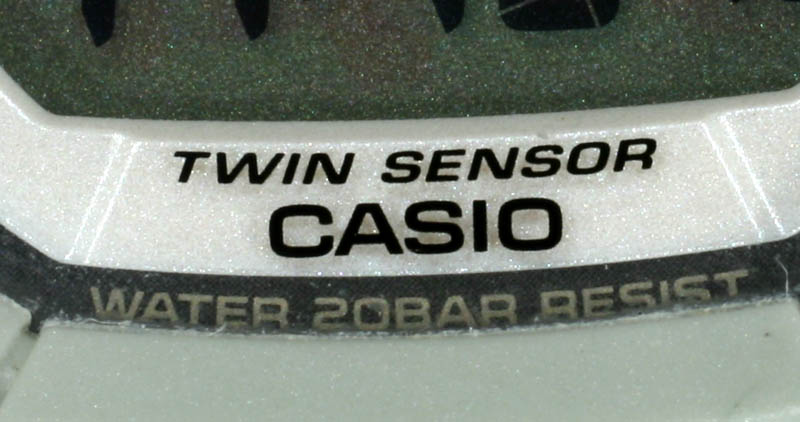 TWIN SENSOR
CASIO
WATER 20BAR RESIST